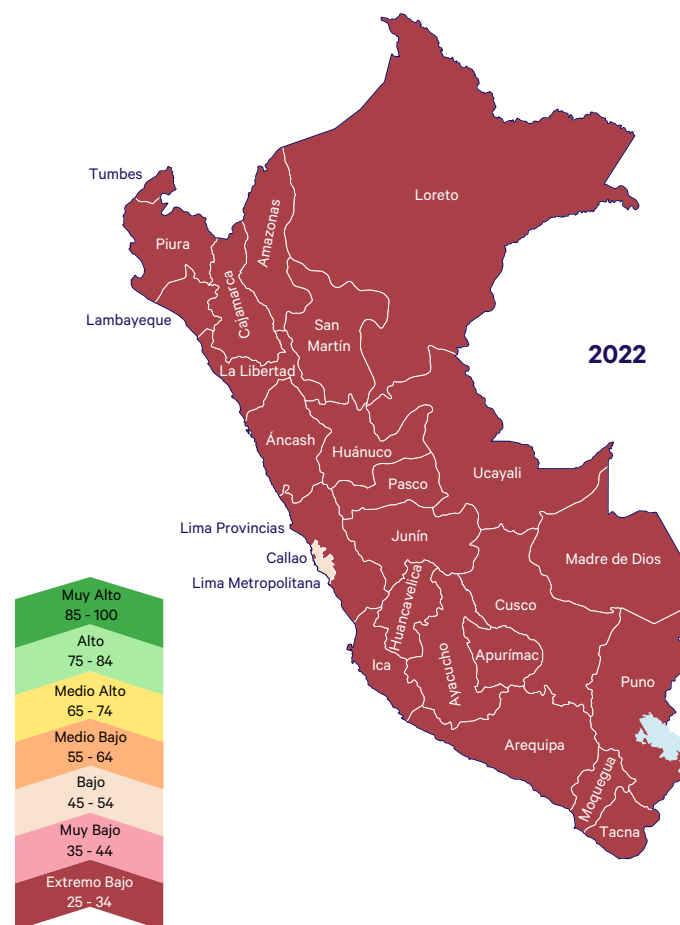 Tumbes
Loreto
Amazonas
Piura
Cajamarca
Lambayeque
San
Martín
2022
La Libertad
Áncash
Huánuco
Ucayali
Pasco
Lima Provincias
Junín
Callao
Madre de Dios
Lima Metropolitana
Huancavelica
Cusco
Apurímac
Ica
Ayacucho
Puno
Arequipa
Moquegua
Tacna
Muy Alto
85 - 100
Alto
75 - 84
Medio Alto
65 - 74
Medio Bajo
55 - 64
Bajo
45 - 54
Muy Bajo
35 - 44
Extremo Bajo
25 - 34